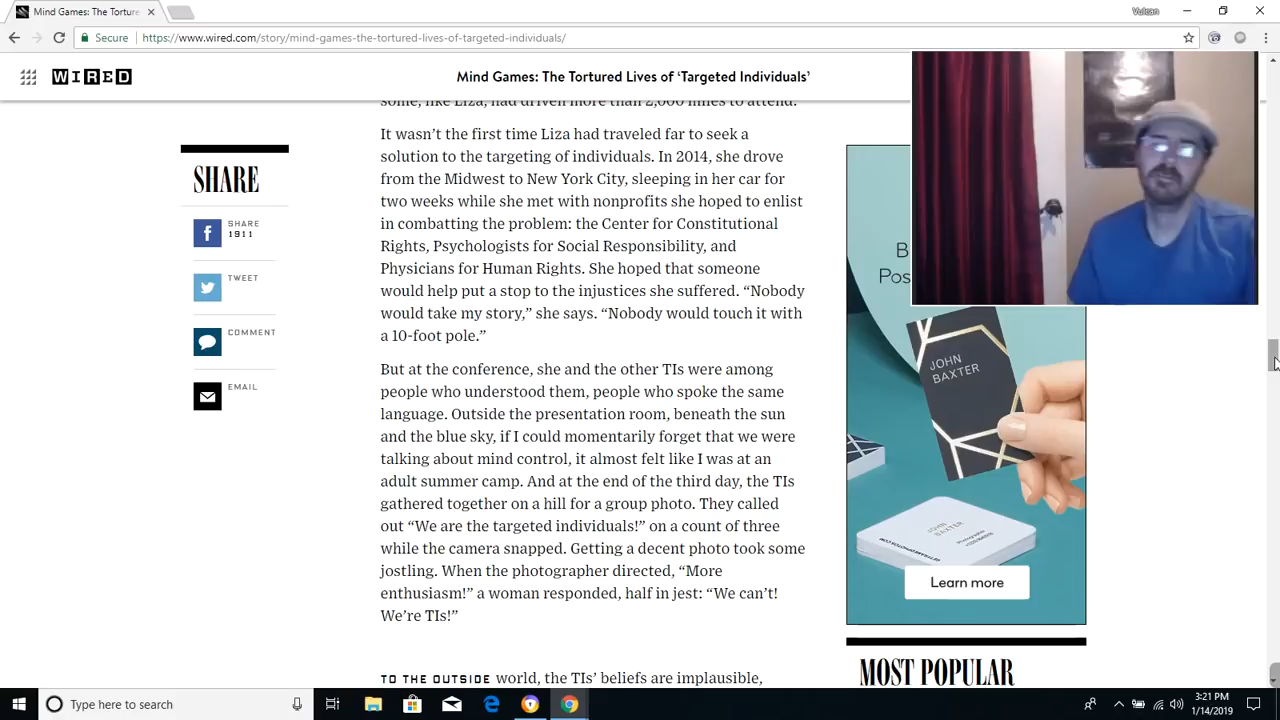 Mind Games: The Torture
Vulcan
Secure
https://www.wired.com/story/mind-games-the-tortured-lives-of-targeted-individuals/
WIRED
Mind Games: The Tortured Lives of ‘Targeted Individuals’
some, like Liza, had driven more than 2,000 miles to attend.
It wasn’t the first time Liza had traveled far to seek a
solution to the targeting of individuals. In 2014, she drove
from the Midwest to New York City, sleeping in her car for
two weeks while she met with nonprofits she hoped to enlist
in combatting the problem: the Center for Constitutional
Rights, Psychologists for Social Responsibility, and
Physicians for Human Rights. She hoped that someone
would help put a stop to the injustices she suffered. “Nobody
would take my story,” she says. “Nobody would touch it with
a 10-foot pole.”
But at the conference, she and the other TIs were among
people who understood them, people who spoke the same
language. Outside the presentation room, beneath the sun
and the blue sky, if I could momentarily forget that we were
talking about mind control, it almost felt like I was at an
adult summer camp. And at the end of the third day, the TIs
gathered together on a hill for a group photo. They called
out “We are the targeted individuals!” on a count of three
while the camera snapped. Getting a decent photo took some
jostling. When the photographer directed, “More
enthusiasm!” a woman responded, half in jest: “We can’t!
We’re TIs!”
TO THE OUTSIDE world, the TIs’ beliefs are implausible,
SHARE
SHARE
1911
TWEET
COMMENT
EMAIL
B
Pos
JOHN
BAXTER
JOHN
BAXTER
Learn more
MOST POPULAR
Type here to search
3:21 PM
1/14/2019